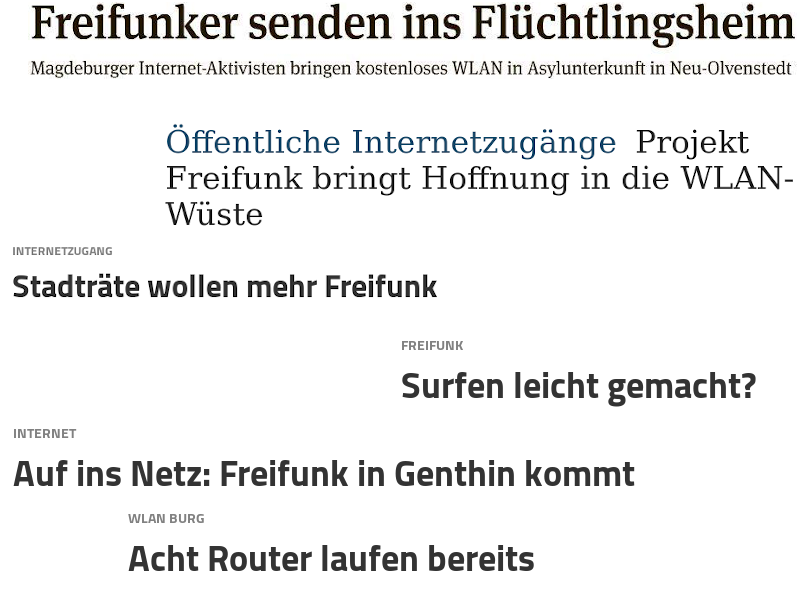 Freifunker senden ins Flüchtlingsheim
Magdeburger Internet-Aktivisten bringen kostenloses WLAN in Asylunterkunft in Neu-Olvenstedt
Öffentliche Internetzugänge Projekt
Freifunk bringt Hoffnung in die WLAN-
Wüste
INTERNETZUGANG
Stadträte wollen mehr Freifunk
FREIFUNK
Surfen leicht gemacht?
INTERNET
Auf ins Netz: Freifunk in Genthin kommt
WLAN BURG
Acht Router laufen bereits